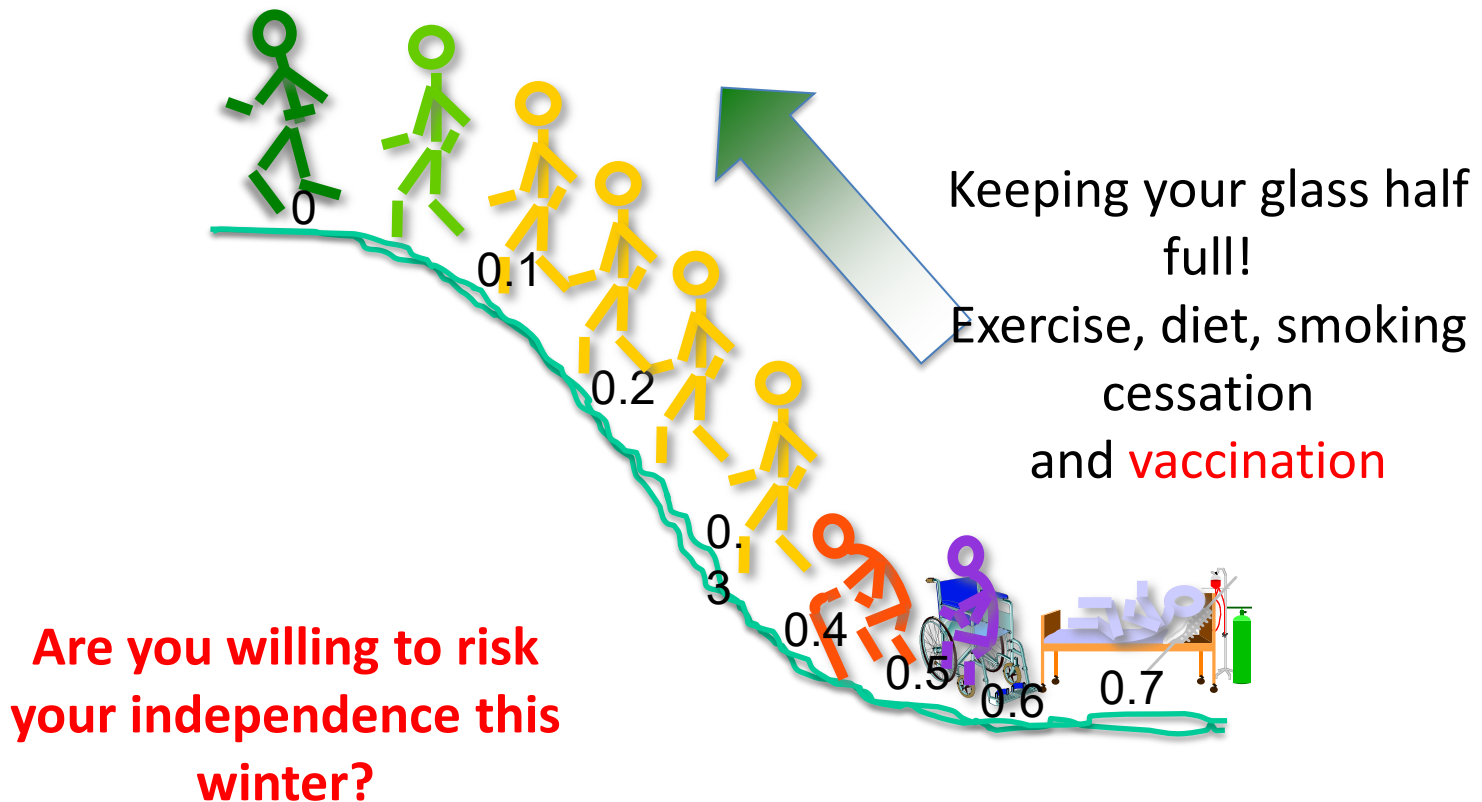 0
0.1
0.2
0.
3
0.4
0.5
0.6
0.7
Keeping your glass half
full!
Exercise, diet, smoking
cessation
and vaccination
Are you willing to risk
your independence this
winter?